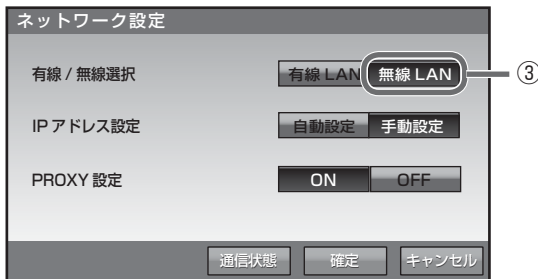 ネットワーク設定
有線 / 無線選択 有線 LAN 無線 LAN ③
IP アドレス設定 自動設定 手動設定
PROXY 設定 ON OFF
通信状態 確定 キャンセル